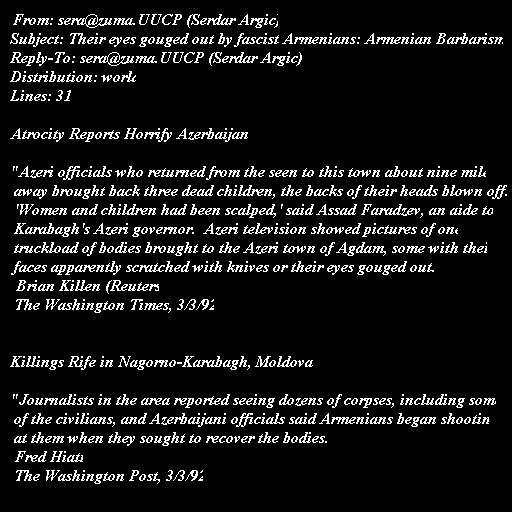 From: sera@zuma.UUCP (Serdar Argic)
Subject: Their eyes gouged out by fascist Armenians: Armenian Barbarism
Reply-To: sera@zuma.UUCP (Serdar Argic)
Distribution: world
Lines: 31
Atrocity Reports Horrify Azerbaijan
"Azeri officials who returned from the seen to this town about nine mile
away brought back three dead children, the backs of their heads blown off.
'Women and children had been scalped,' said Assad Faradzev, an aide to
Karabagh's Azeri governor. Azeri television showed pictures of one
truckload of bodies brought to the Azeri town of Agdam, some with thei
faces apparently scratched with knives or their eyes gouged out.
Brian Killen (Reuters
The Washington Times, 3/3/92
Killings Rife in Nagorno-Karabagh, Moldova
"Journalists in the area reported seeing dozens of corpses, including som
of the civilians, and Azerbaijani officials said Armenians began shootin
at them when they sought to recover the bodies.
Fred Hiatt
The Washington Post, 3/3/92